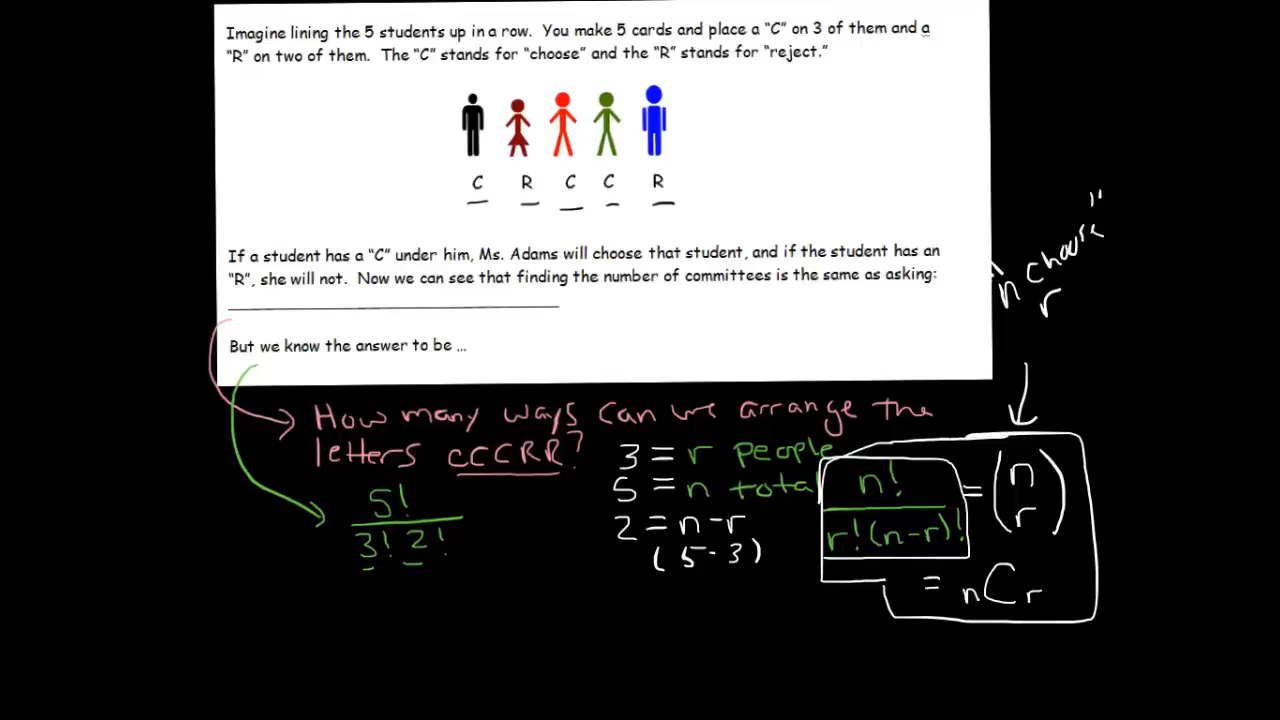 Imagine lining the 5 students up in a row. You make 5 cards and place a "C" on 3 of them and a
"R" on two of them. The "C" stands for "choose" and the "R" stands for "reject."
C R C C R
If a student has a "C" under him, Ms. Adams will choose that student, and if the student has an
"R", she will not. Now we can see that finding the number of committees is the same as asking:
But we know the answer to be ...
"n choose
r"
How many ways can we arrange the
letters CCCRR?
5!
3! 2!
3 = r people
5 = n total
2 = n-r
(5-3)
n!
r!(n-r)!
= (n
r)
= nCr